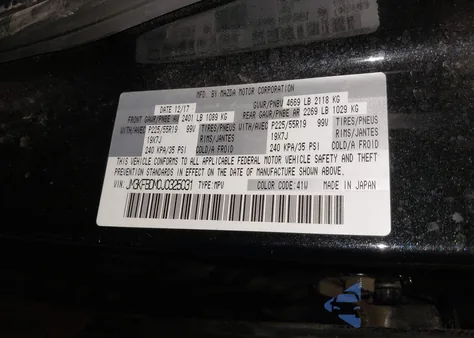 MFD. BY MAZDA MOTOR CORPORATION
DATE 12/17 GVWR/PNBV 4669 LB 2118 KG
FRONT GAWR/PNBE AV 2401 LB 1089 KG REAR GAWR/PNBE AR 2269 LB 1029 KG
WITH/AVEC P225/55R19 99V TIRES/PNEUS WITH/AVEC P225/55R19 99V TIRES/PNEUS
19X7J RIMS/JANTES 19X7J RIMS/JANTES
240 KPA/35 PSI COLD/A FROID 240 KPA/35 PSI COLD/A FROID
THIS VEHICLE CONFORMS TO ALL APPLICABLE FEDERAL MOTOR VEHICLE SAFETY AND THEFT
PREVENTION STANDARDS IN EFFECT ON THE DATE OF MANUFACTURE SHOWN ABOVE.
VIN: JM3KFBDM0J0325031 TYPE: MPV COLOR CODE: 41W MADE IN JAPAN